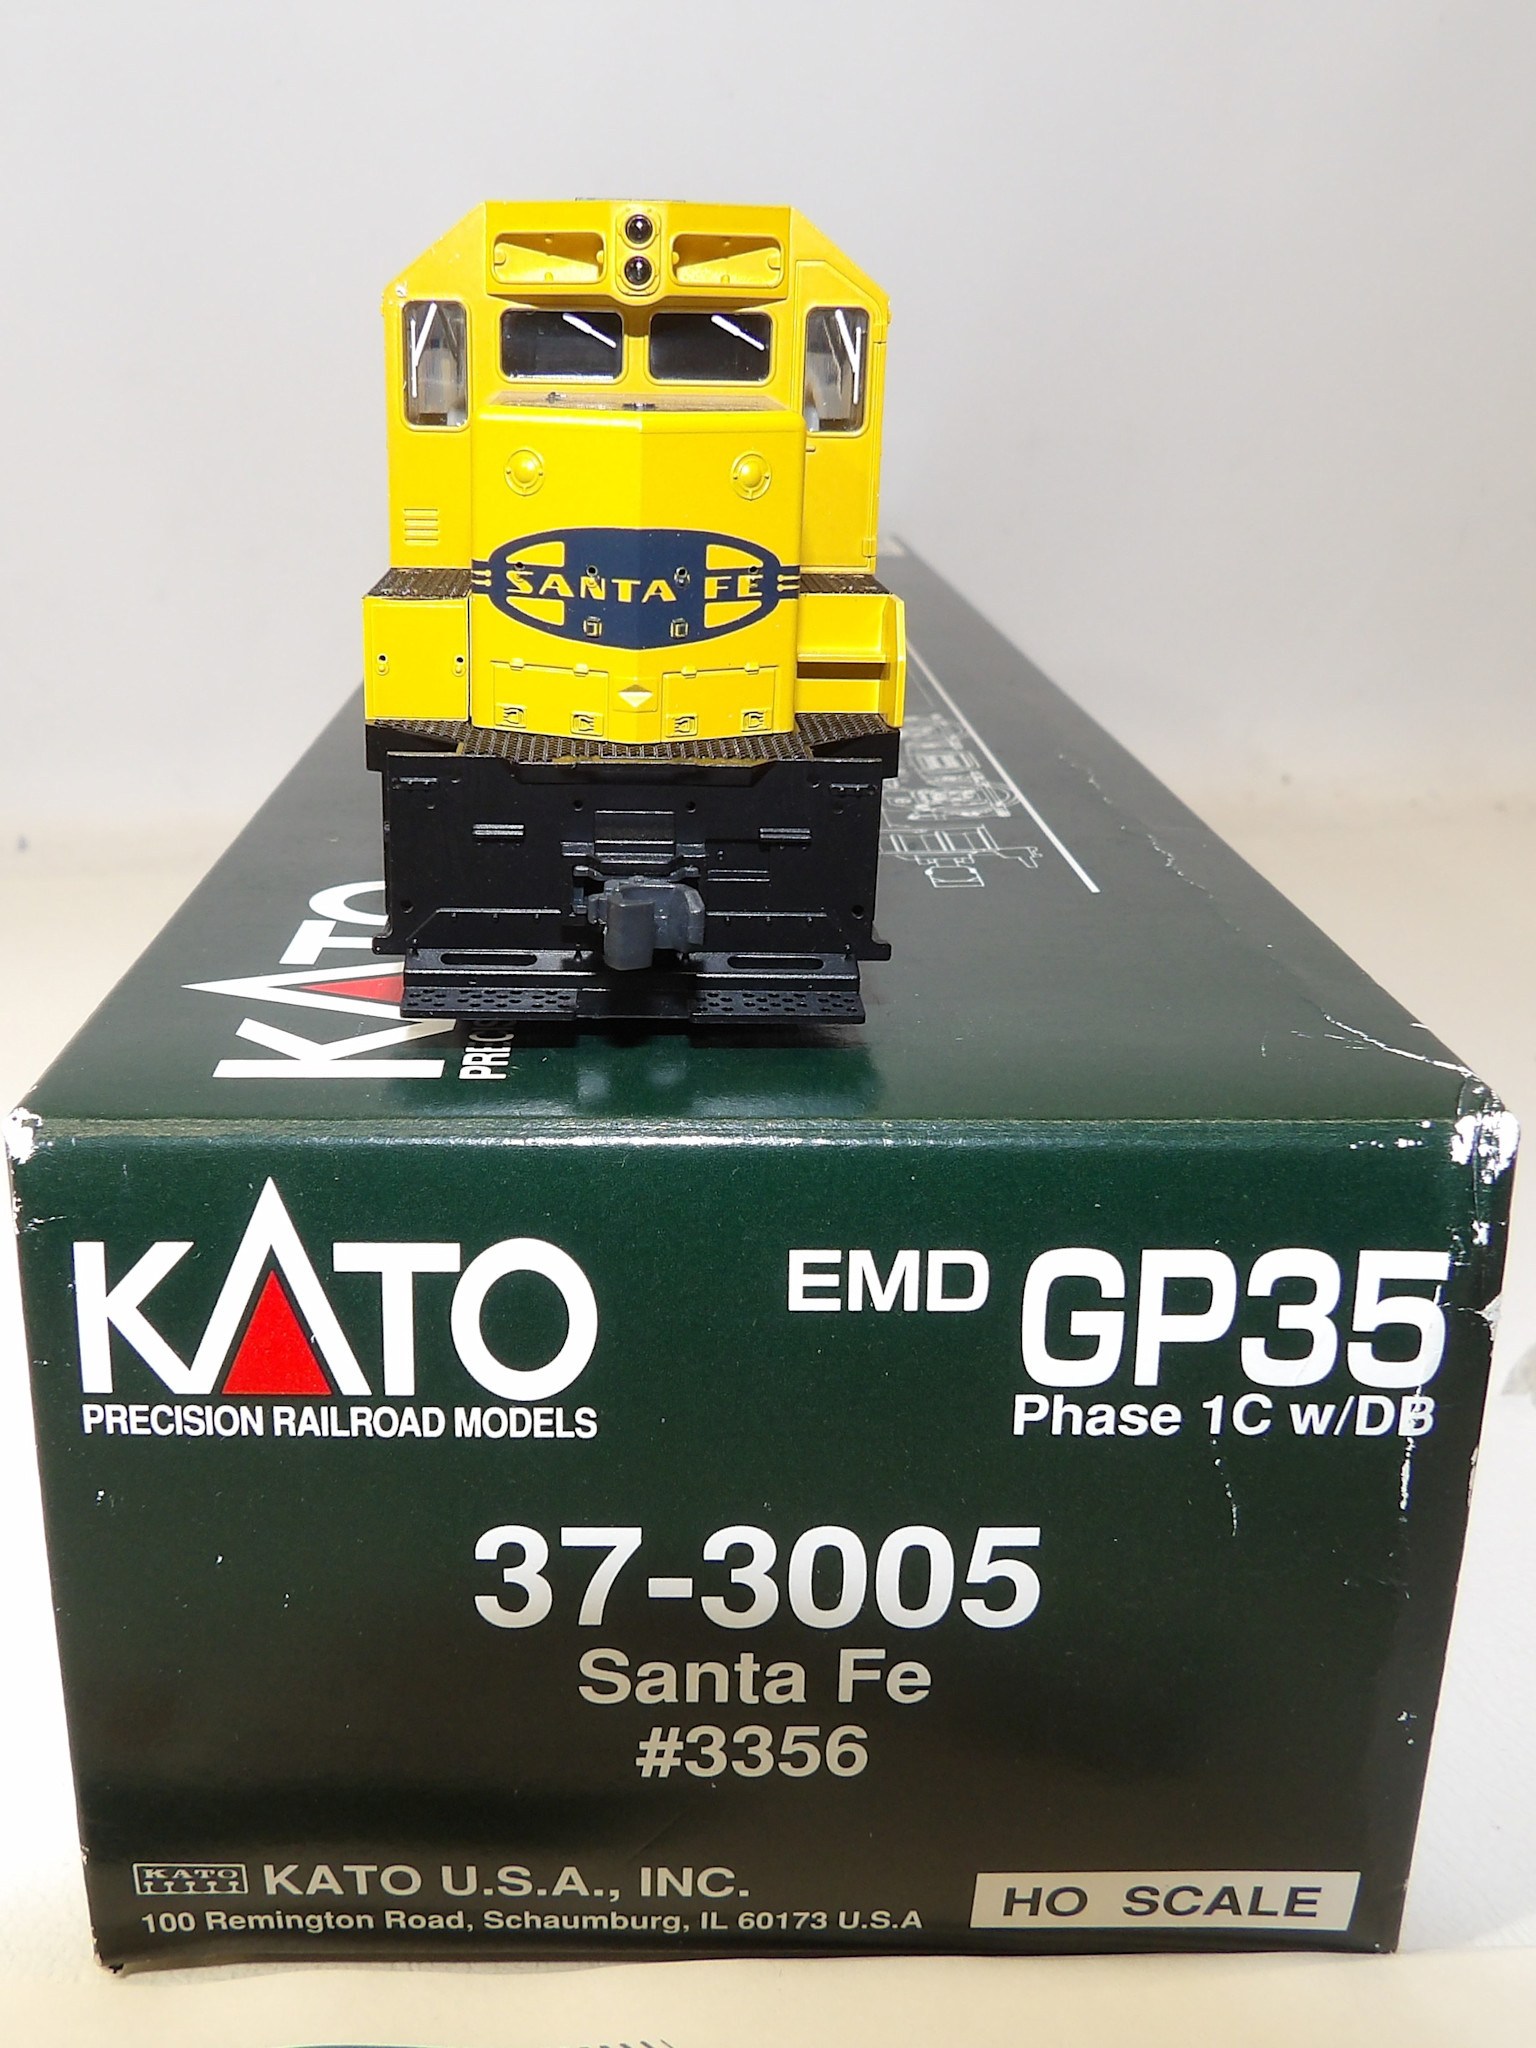 SANTA FE
KATO
PRECISION RAILROAD MODELS
EMD GP35
Phase 1C w/DB
37-3005
Santa Fe
#3356
KATO KATO U.S.A., INC.
100 Remington Road, Schaumburg, IL 60173 U.S.A
HO SCALE